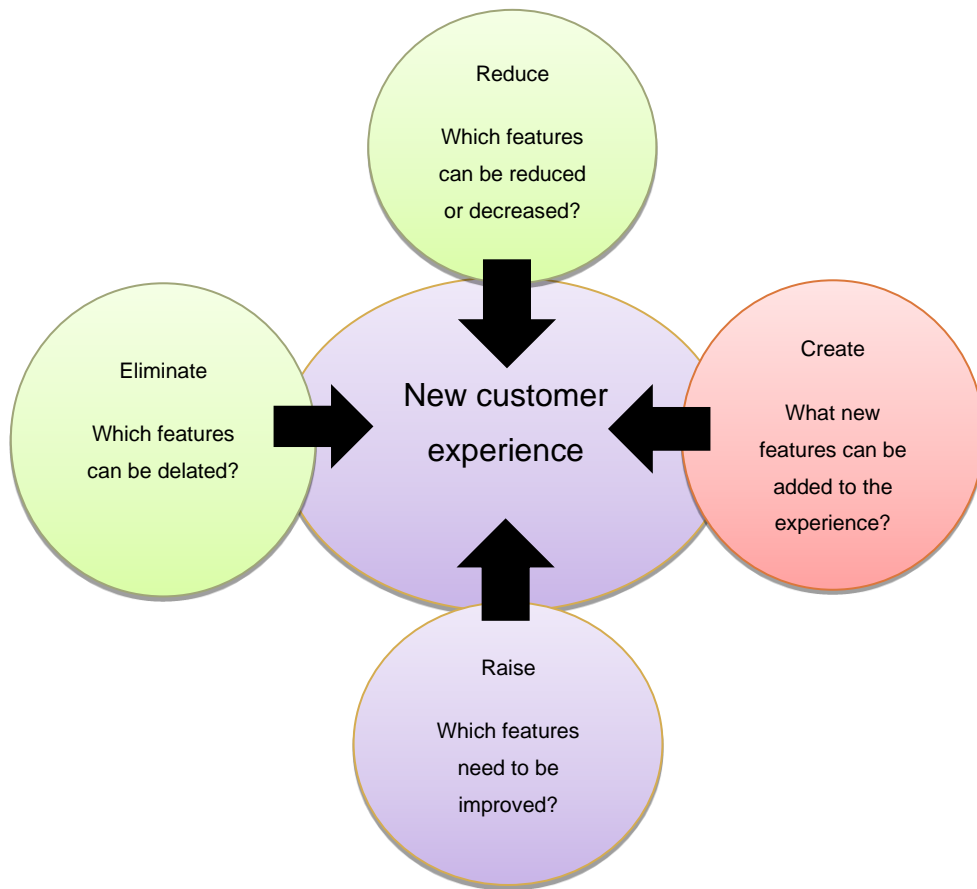 Reduce
Which features
can be reduced
or decreased?
Eliminate
Which features
can be delated?
New customer
experience
Create
What new
features can be
added to the
experience?
Raise
Which features
need to be
improved?